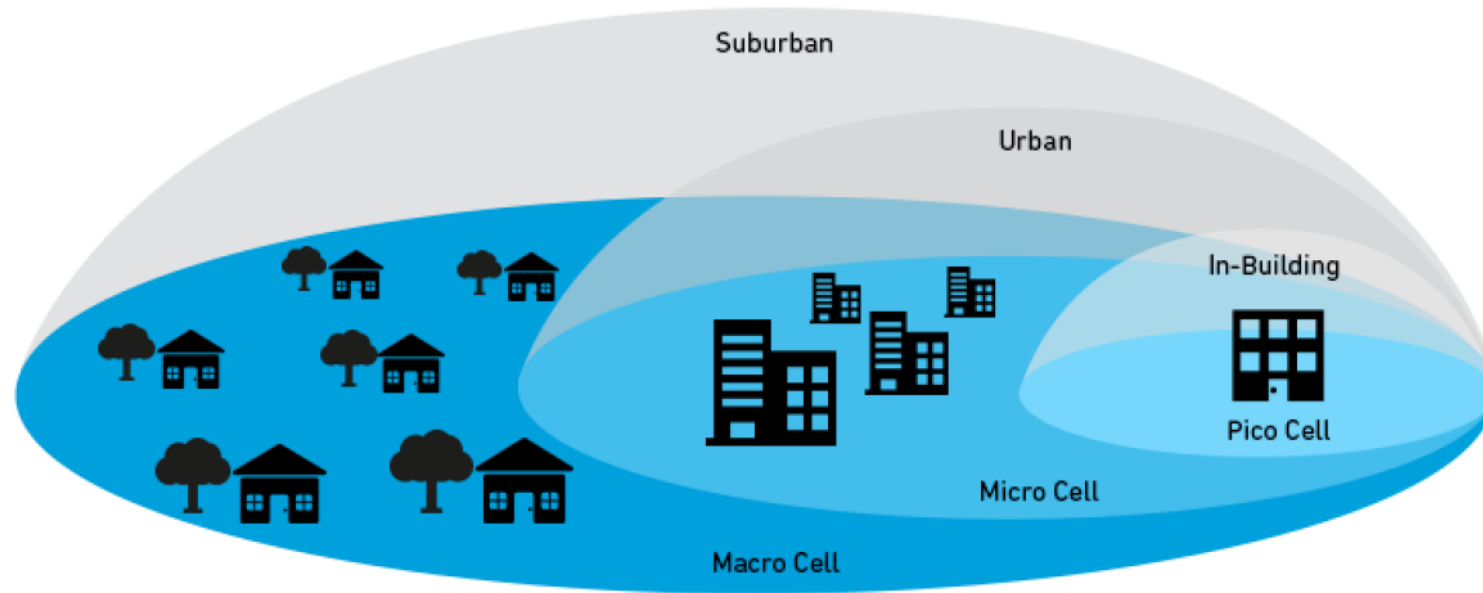 Suburban
Urban
In-Building
Pico Cell
Micro Cell
Macro Cell